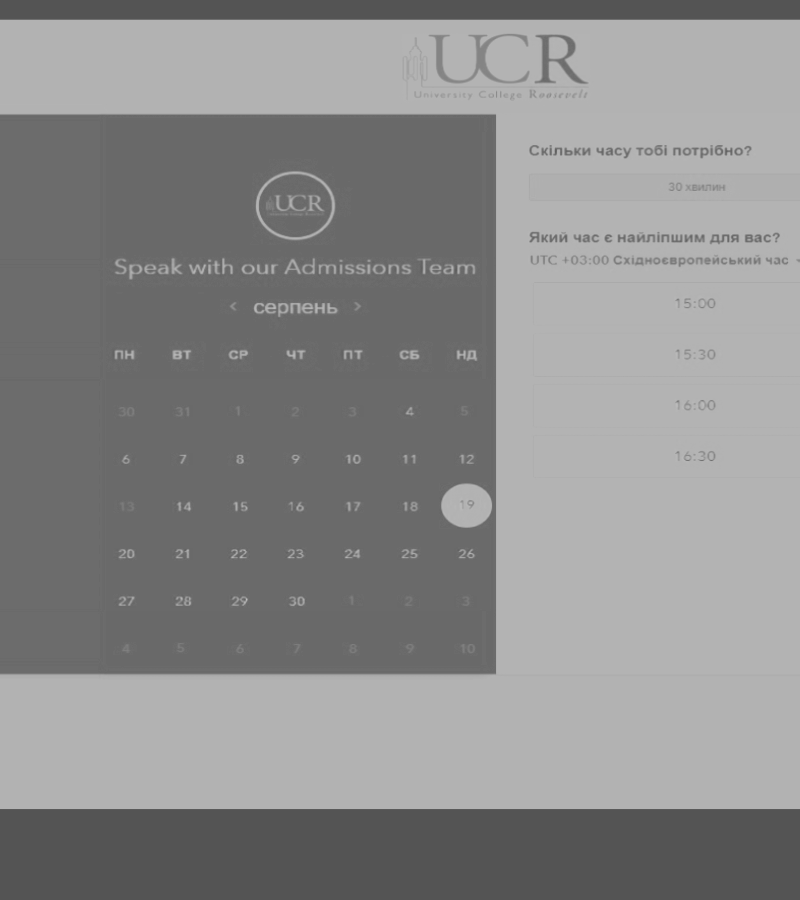 UCR
University College Roosevelt
UCR
Speak with our Admissions Team
< серпень >
ПН ВТ СР ЧТ ПТ СБ НД
30 31 1 2 3 4 5
6 7 8 9 10 11 12
13 14 15 16 17 18 19
20 21 22 23 24 25 26
27 28 29 30 1 2 3
4 5 6 7 8 9 10
Скільки часу тобі потрібно?
30 хвилин
Який час є найліпшим для вас?
UTC +03:00 Східноєвропейський час
15:00
15:30
16:00
16:30